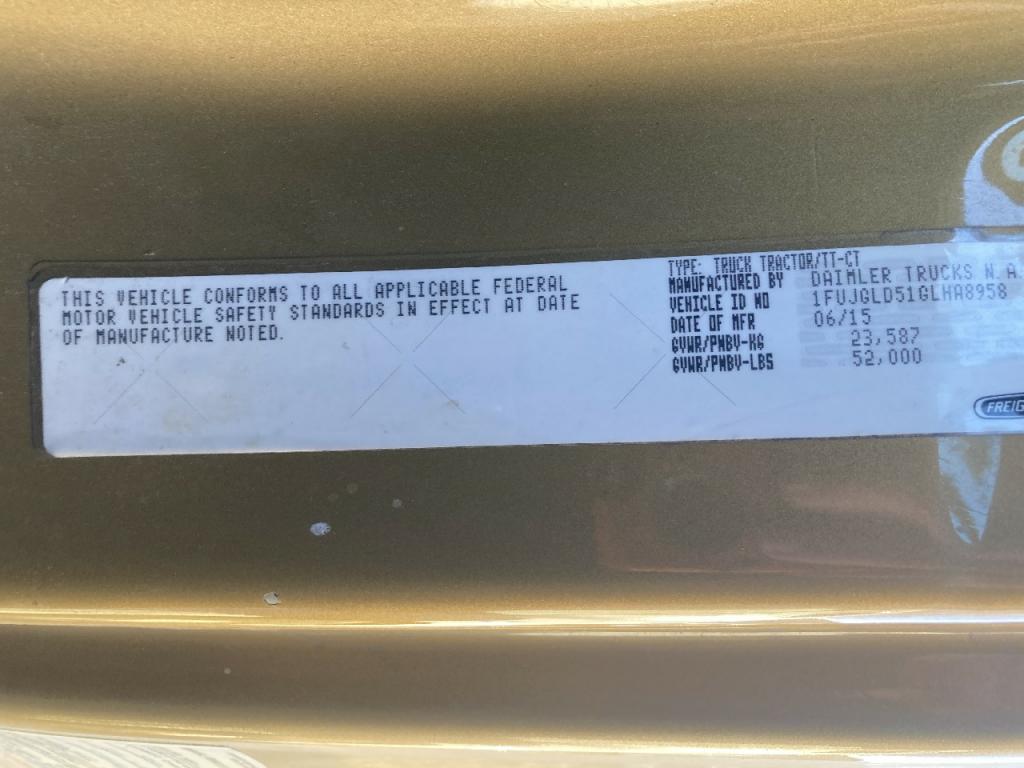 THIS VEHICLE CONFORMS TO ALL APPLICABLE FEDERAL
MOTOR VEHICLE SAFETY STANDARDS IN EFFECT AT DATE
OF MANUFACTURE NOTED.
TYPE: TRUCK TRACTOR/TT-CT
MANUFACTURED BY DAIMLER TRUCKS N.A
VEHICLE ID NO 1FUJGLD51GLHA8958
DATE OF MFR 06/15
GVWR/PNBV-KG 23,587
GVWR/PNBV-LBS 52,000
FREIG